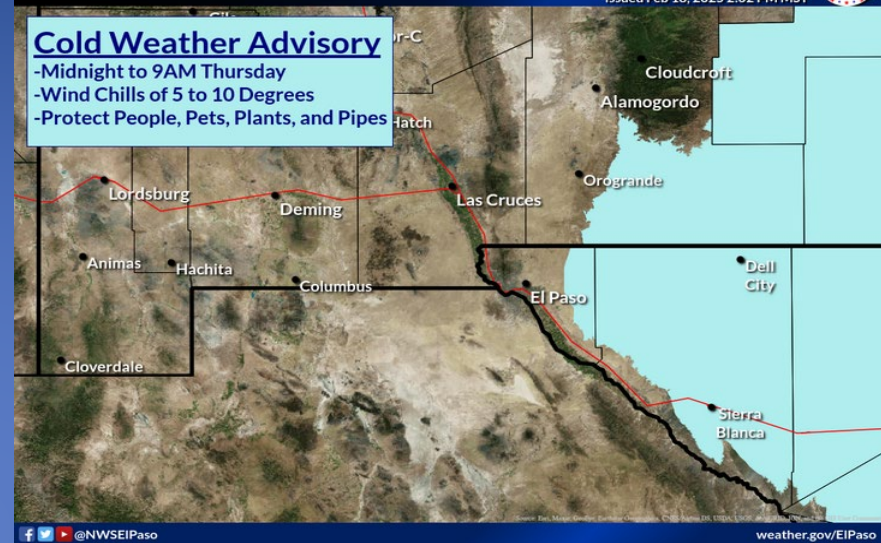 Cold Weather Advisory
-Midnight to 9AM Thursday
-Wind Chills of 5 to 10 Degrees
-Protect People, Pets, Plants, and Pipes
Cloudcroft
Alamogordo
Hatch
Orogrande
Lordsburg
Las Cruces
Deming
Animas
Hachita
Dell
City
Columbus
El Paso
Cloverdale
Sierra
Blanca
@NWSElPaso
weather.gov/ElPaso